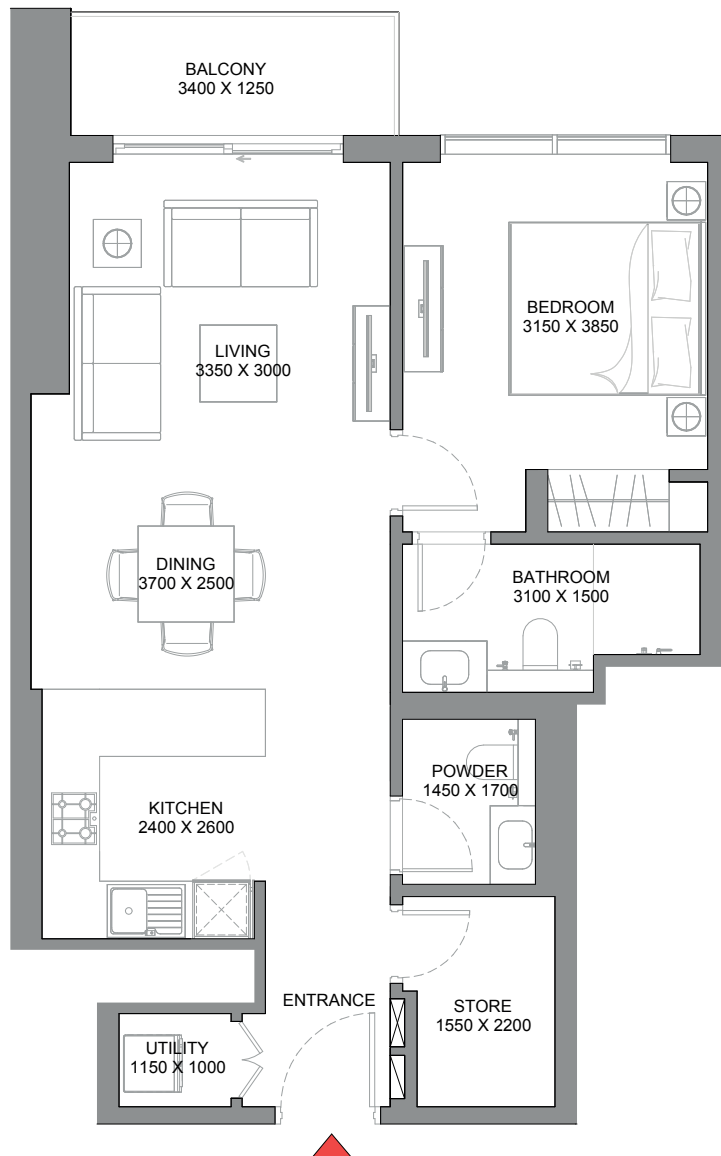 BALCONY
3400 X 1250
BEDROOM
3150 X 3850
LIVING
3350 X 3000
DINING
3700 X 2500
BATHROOM
3100 X 1500
POWDER
1450 X 1700
KITCHEN
2400 X 2600
ENTRANCE
STORE
1550 X 2200
UTILITY
1150 X 1000